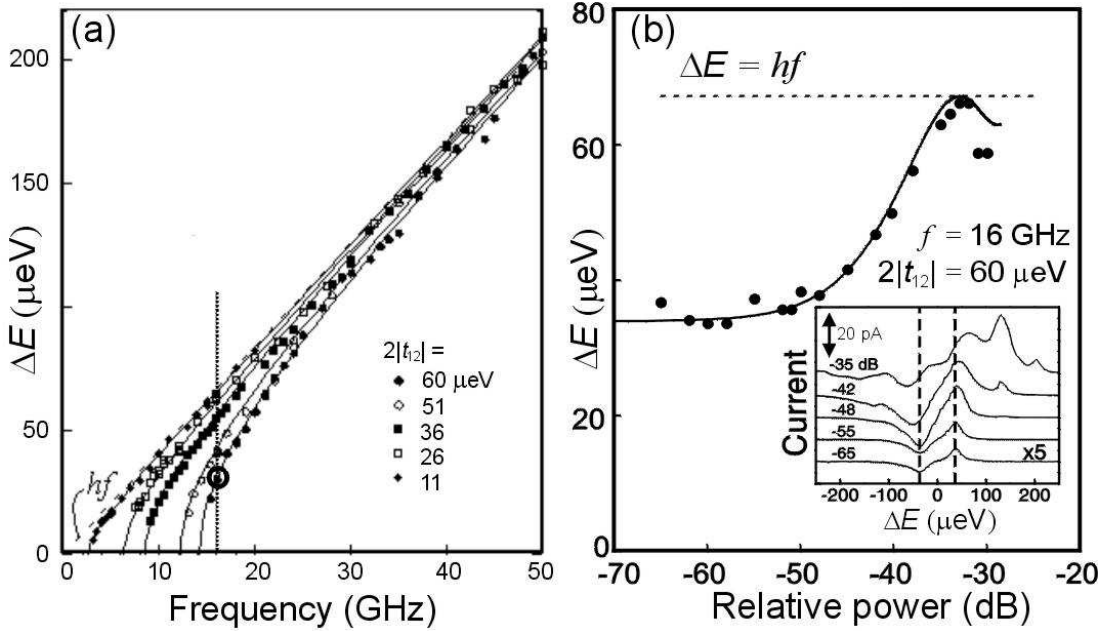 (a)
200
150
100
50
0
ΔE (μeV)
2|t₁₂| =
60 μeV
51
36
26
11
hf
0 10 20 30 40 50
Frequency (GHz)
(b)
80
60
40
20
0
ΔE (μeV)
ΔE = hf
f = 16 GHz
2|t₁₂| = 60 μeV
20 pA
-35 dB
-42
-48
-55
-65
x5
Current
-200 -100 0 100 200
ΔE (μeV)
-70 -60 -50 -40 -30 -20
Relative power (dB)